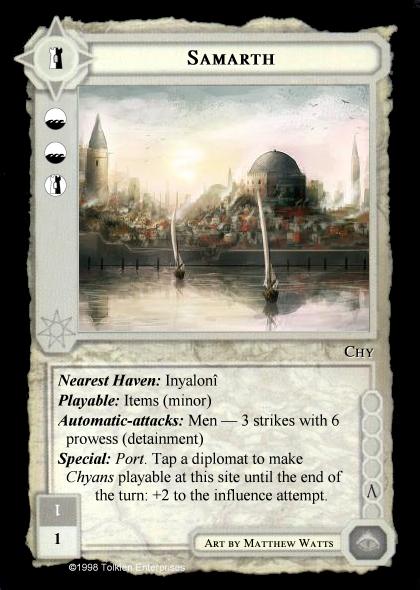 SAMARTH
CHY
Nearest Haven: Inyalonî
Playable: Items (minor)
Automatic-attacks: Men — 3 strikes with 6
prowess (detainment)
Special: Port. Tap a diplomat to make
Chyans playable at this site until the end of
the turn: +2 to the influence attempt.
1
1
ART BY MATTHEW WATTS
©1998 Tolkien Enterprises